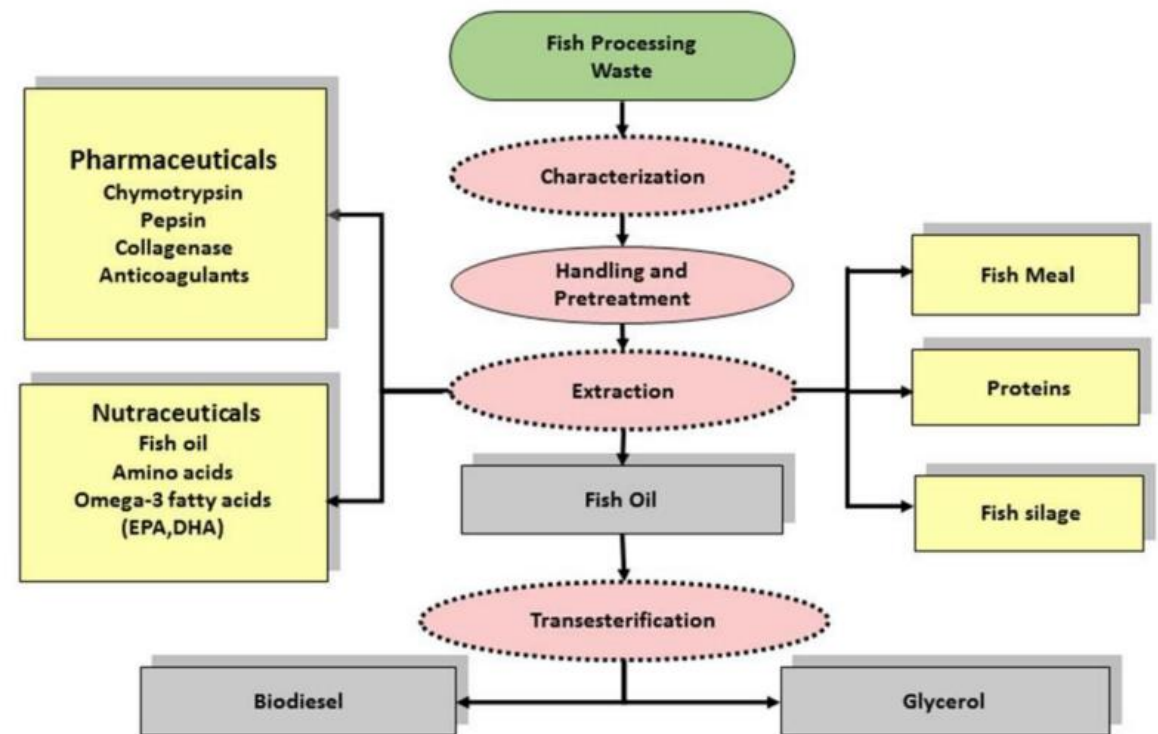 Fish Processing
Waste
Characterization
Handling and
Pretreatment
Extraction
Pharmaceuticals
Chymotrypsin
Pepsin
Collagenase
Anticoagulants
Nutraceuticals
Fish oil
Amino acids
Omega-3 fatty acids
(EPA,DHA)
Fish Meal
Proteins
Fish silage
Fish Oil
Transesterification
Biodiesel
Glycerol